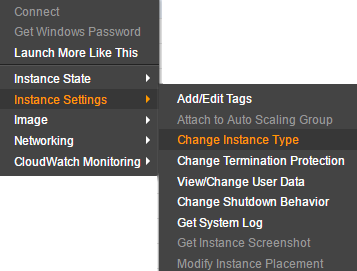 Connect
Get Windows Password
Launch More Like This
Instance State
Instance Settings
Image
Networking
CloudWatch Monitoring
Add/Edit Tags
Attach to Auto Scaling Group
Change Instance Type
Change Termination Protection
View/Change User Data
Change Shutdown Behavior
Get System Log
Get Instance Screenshot
Modify Instance Placement